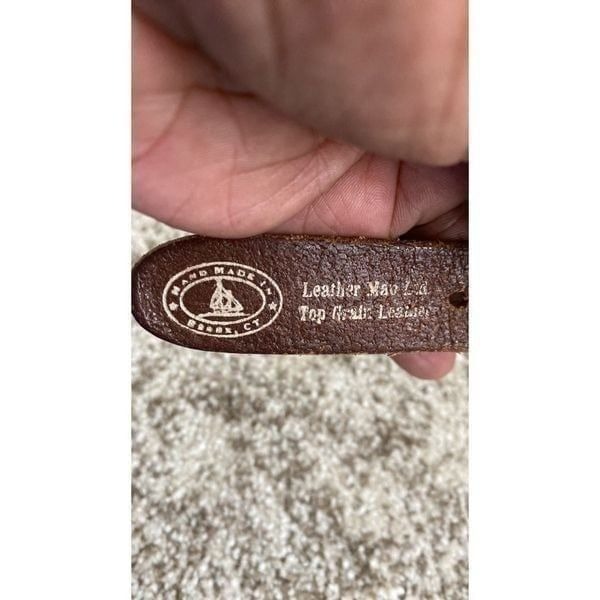 Hand Made In
Essex, CT
Leather Man Ltd
Top Grain Leather